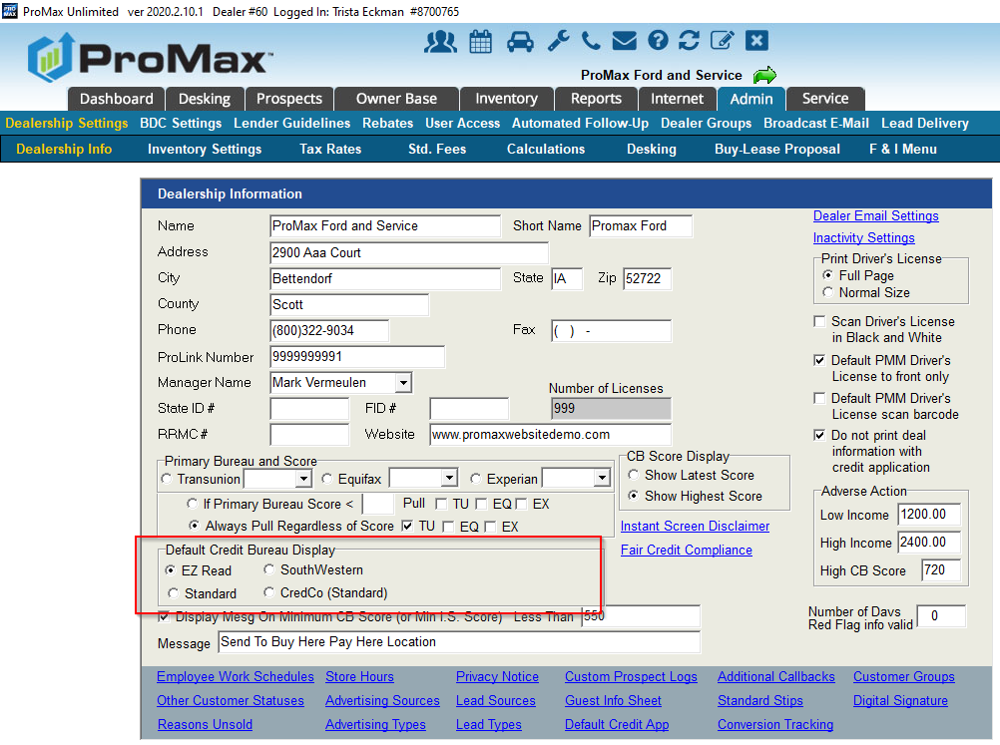 ProMax Unlimited ver 2020.2.10.1 Dealer #60 Logged In: Trista Eckman #8700765
ProMax™
ProMax Ford and Service
Dashboard Desking Prospects Owner Base Inventory Reports Internet Admin Service
Dealership Settings BDC Settings Lender Guidelines Rebates User Access Automated Follow-Up Dealer Groups Broadcast E-Mail Lead Delivery
Dealership Info Inventory Settings Tax Rates Std. Fees Calculations Desking Buy-Lease Proposal F & I Menu
Dealership Information
Name ProMax Ford and Service Short Name Promax Ford
Address 2900 Aaa Court
City Bettendorf State IA Zip 52722
County Scott
Phone (800)322-9034 Fax ( ) -
ProLink Number 9999999991
Manager Name Mark Vermeulen
Number of Licenses
State ID # FID # 999
RRMC # Website www.promaxwebsitedemo.com
Primary Bureau and Score
Transunion Equifax Experian
If Primary Bureau Score < Pull TU EQ EX
Always Pull Regardless of Score TU EQ EX
CB Score Display
Show Latest Score
Show Highest Score
Instant Screen Disclaimer
Fair Credit Compliance
Default Credit Bureau Display
EZ Read SouthWestern
Standard CredCo (Standard)
Display Mesg On Minimum CB Score (or Min I.S. Score) Less Than 550
Message Send To Buy Here Pay Here Location
Dealer Email Settings
Inactivity Settings
Print Driver's License
Full Page
Normal Size
Scan Driver's License
in Black and White
Default PMM Driver's
License to front only
Default PMM Driver's
License scan barcode
Do not print deal
information with
credit application
Adverse Action
Low Income 1200.00
High Income 2400.00
High CB Score 720
Number of Days
Red Flag info valid 0
Employee Work Schedules Store Hours Privacy Notice Custom Prospect Logs Additional Callbacks Customer Groups
Other Customer Statuses Advertising Sources Lead Sources Guest Info Sheet Standard Stips Digital Signature
Reasons Unsold Advertising Types Lead Types Default Credit App Conversion Tracking